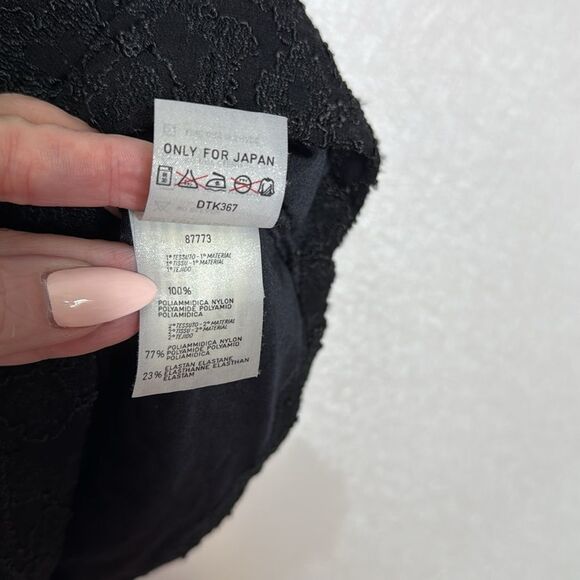 ONLY FOR JAPAN
DTK367
87773
1° TESSUTO - 1° MATERIAL
1° TISSU - 1° MATERIAL
1° TEJIDO
100%
POLIAMMIDICA NYLON
POLYAMIDE POLYAMID
POLIAMIDICA
2° TESSUTO - 2° MATERIAL
2° TISSU - 2° MATERIAL
2° TEJIDO
POLIAMMIDICA NYLON
77% POLYAMIDE POLYAMID
POLIAMIDICA
ELASTAN ELASTANE
23% ELASTHANNE ELASTHAN
ELASTAM